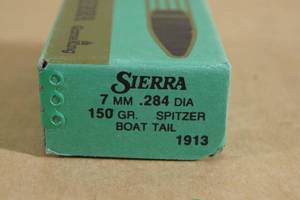 SIERRA
7 MM .284 DIA
150 GR. SPITZER
BOAT TAIL
1913